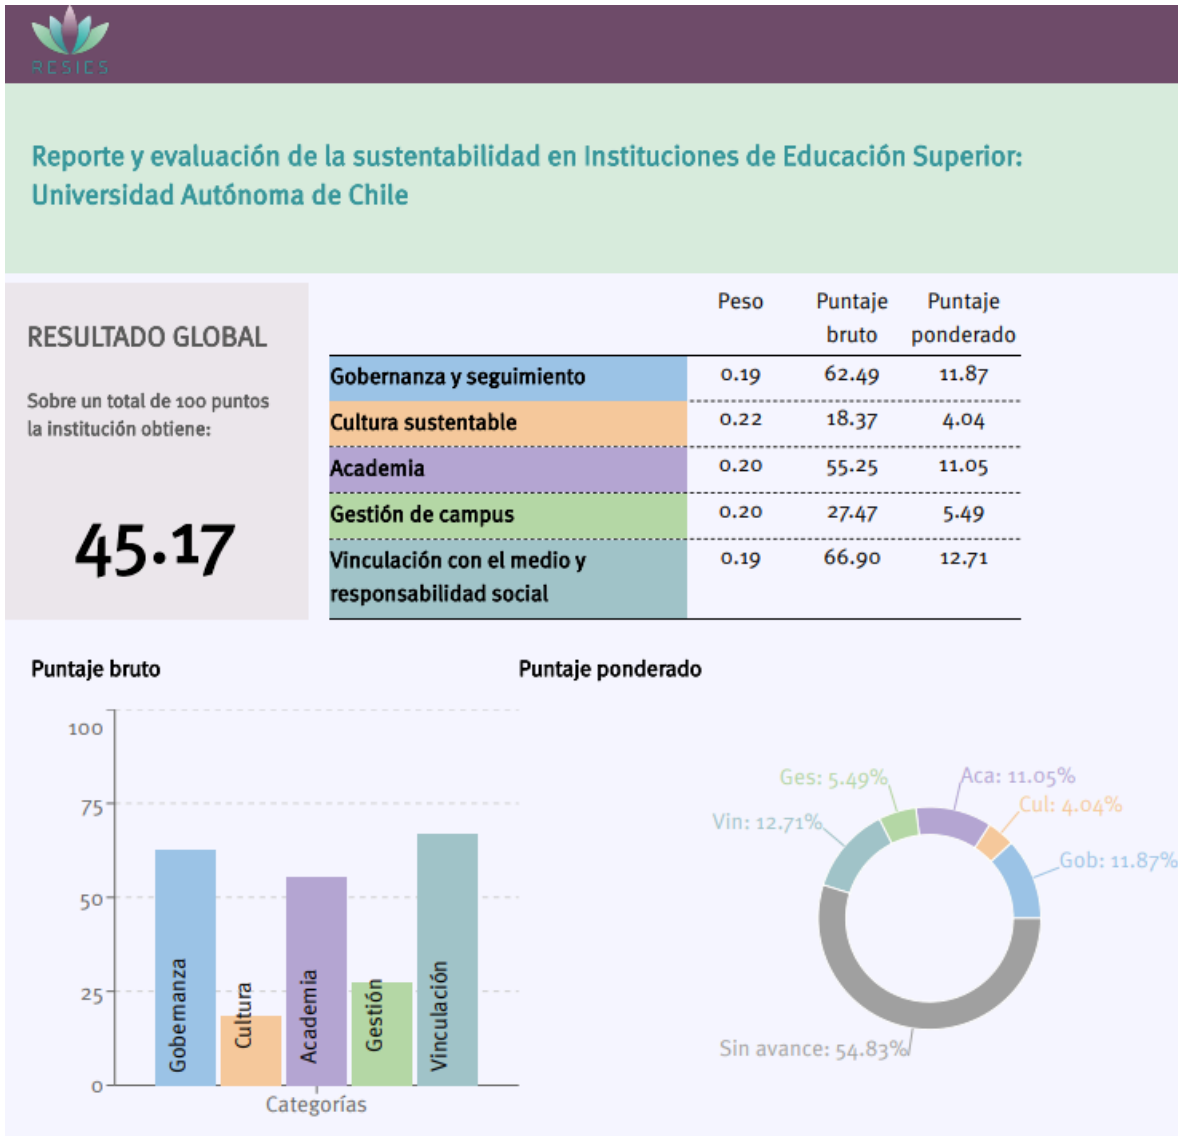 RESIES
Reporte y evaluación de la sustentabilidad en Instituciones de Educación Superior:
Universidad Autónoma de Chile
RESULTADO GLOBAL
Sobre un total de 100 puntos
la institución obtiene:
45.17
Peso Puntaje bruto Puntaje ponderado
Gobernanza y seguimiento 0.19 62.49 11.87
Cultura sustentable 0.22 18.37 4.04
Academia 0.20 55.25 11.05
Gestión de campus 0.20 27.47 5.49
Vinculación con el medio y 0.19 66.90 12.71
responsabilidad social
Puntaje bruto
100
75
50
25
0
Gobernanza
Cultura
Academia
Gestión
Vinculación
Categorías
Puntaje ponderado
Ges: 5.49%
Aca: 11.05%
Cul: 4.04%
Vin: 12.71%
Gob: 11.87%
Sin avance: 54.83%